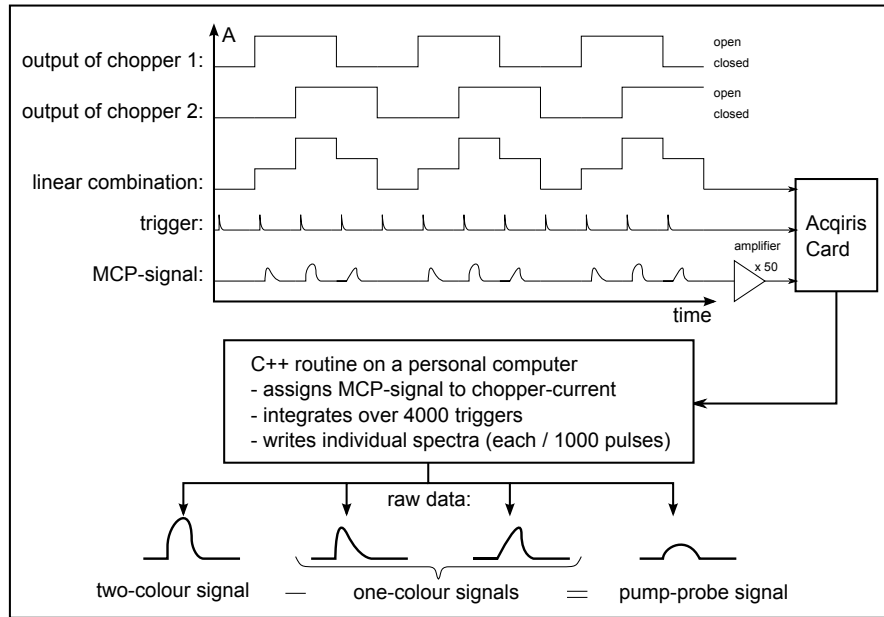 A
output of chopper 1:
open
closed
output of chopper 2:
open
closed
linear combination:
trigger:
MCP-signal:
amplifier
x 50
Acqiris
Card
time
C++ routine on a personal computer
- assigns MCP-signal to chopper-current
- integrates over 4000 triggers
- writes individual spectra (each / 1000 pulses)
raw data:
two-colour signal — one-colour signals = pump-probe signal